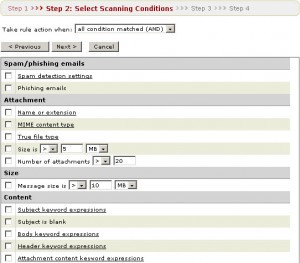 Step 1 >>> Step 2: Select Scanning Conditions >>> Step 3 >>> Step 4
Take rule action when: all condition matched (AND)
< Previous Next > Cancel
Spam/phishing emails
Spam detection settings
Phishing emails
Attachment
Name or extension
MIME content type
True file type
Size is > 5 MB
Number of attachments > 20
Size
Message size is > 10 MB
Content
Subject keyword expressions
Subject is blank
Body keyword expressions
Header keyword expressions
Attachment content keyword expressions